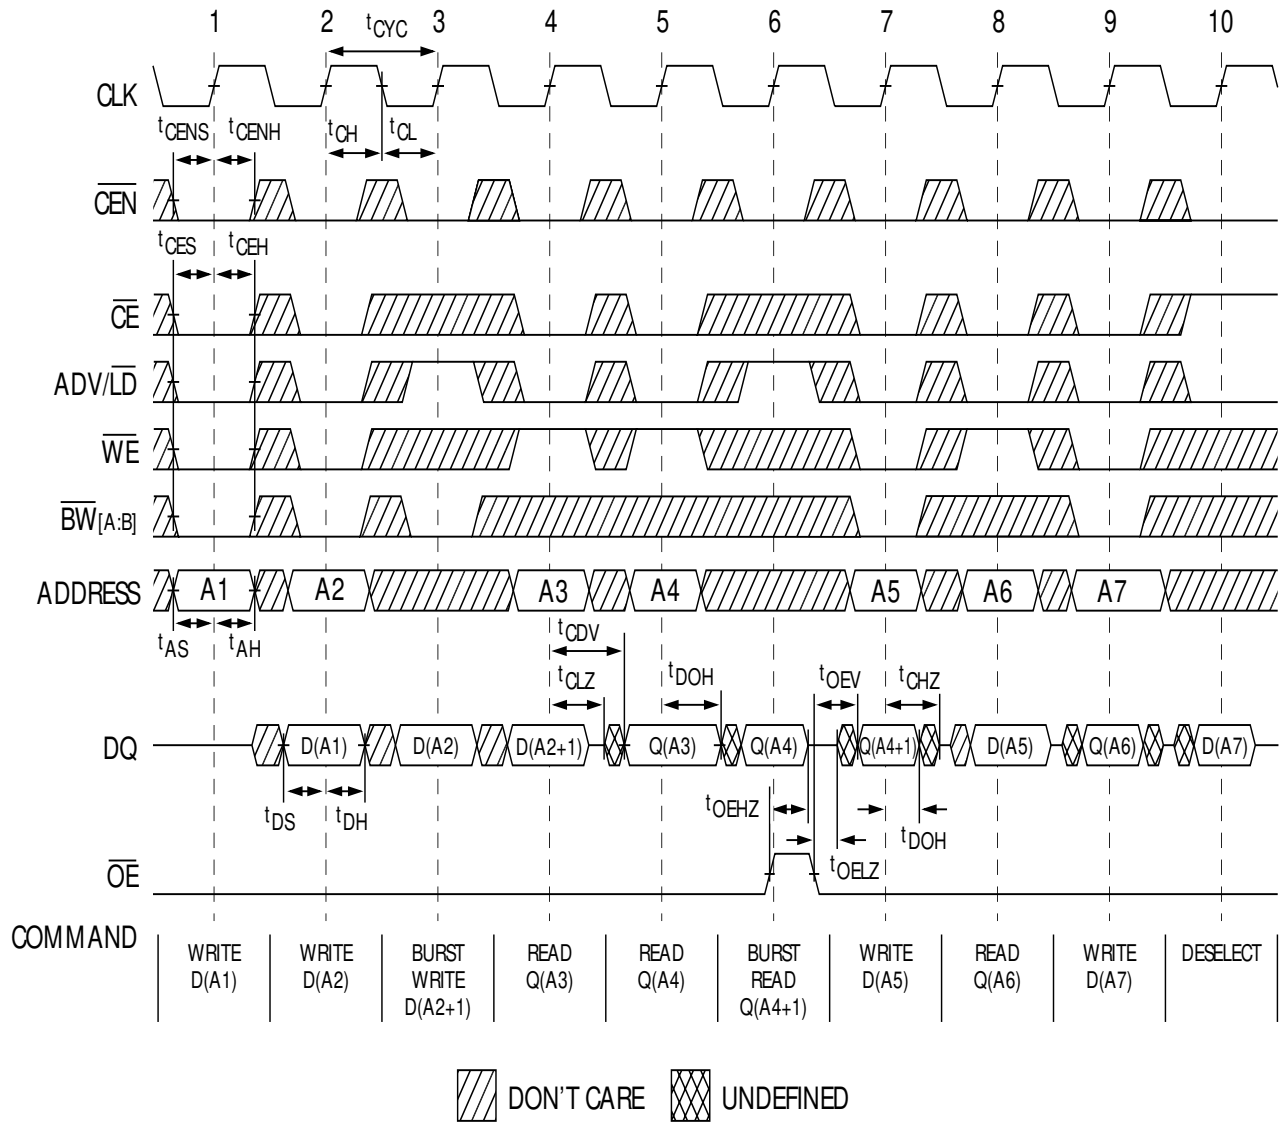 1 2 3 4 5 6 7 8 9 10
tCYC
CLK
tCENS tCENH tCH tCL
CEN
tCES tCEH
CE
ADV/LD
WE
BW[A:B]
ADDRESS A1 A2 A3 A4 A5 A6 A7
tAS tAH tCDV
tCLZ tDOH tOEV tCHZ
DQ D(A1) D(A2) D(A2+1) Q(A3) Q(A4) Q(A4+1) D(A5) Q(A6) D(A7)
tDS tDH tOEHZ tDOH
tOELZ
OE
COMMAND
WRITE WRITE BURST READ READ BURST WRITE READ WRITE DESELECT
D(A1) D(A2) WRITE Q(A3) Q(A4) READ D(A5) Q(A6) D(A7)
D(A2+1) Q(A4+1)
DON'T CARE UNDEFINED